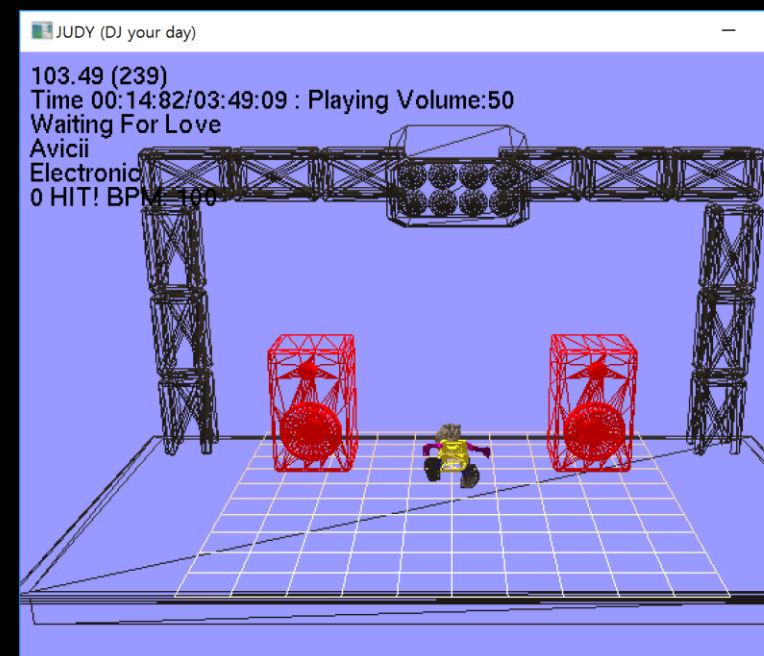 JUDY (DJ your day)
103.49 (239)
Time 00:14:82/03:49:09 : Playing Volume:50
Waiting For Love
Avicii
Electronic
0 HIT! BPM: 100